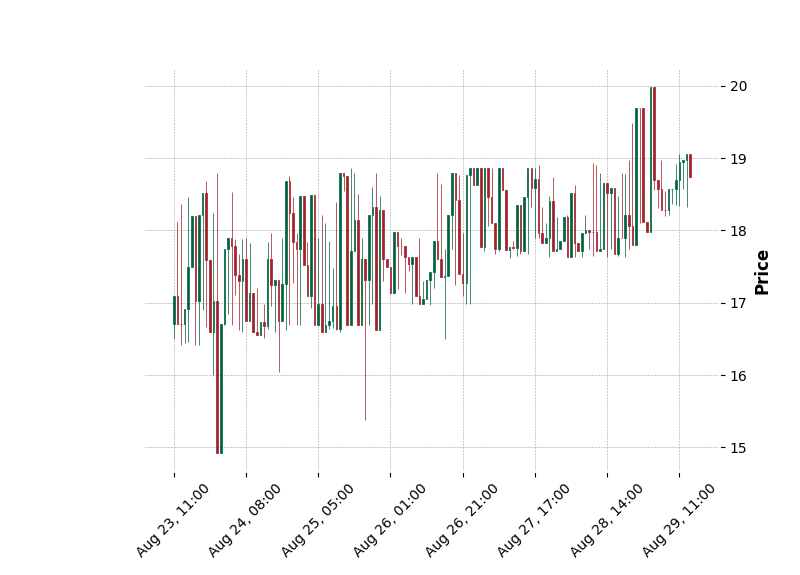 20
19
18
17
16
15
Price
Aug 23, 11:00
Aug 24, 08:00
Aug 25, 05:00
Aug 26, 01:00
Aug 26, 21:00
Aug 27, 17:00
Aug 28, 14:00
Aug 29, 11:00